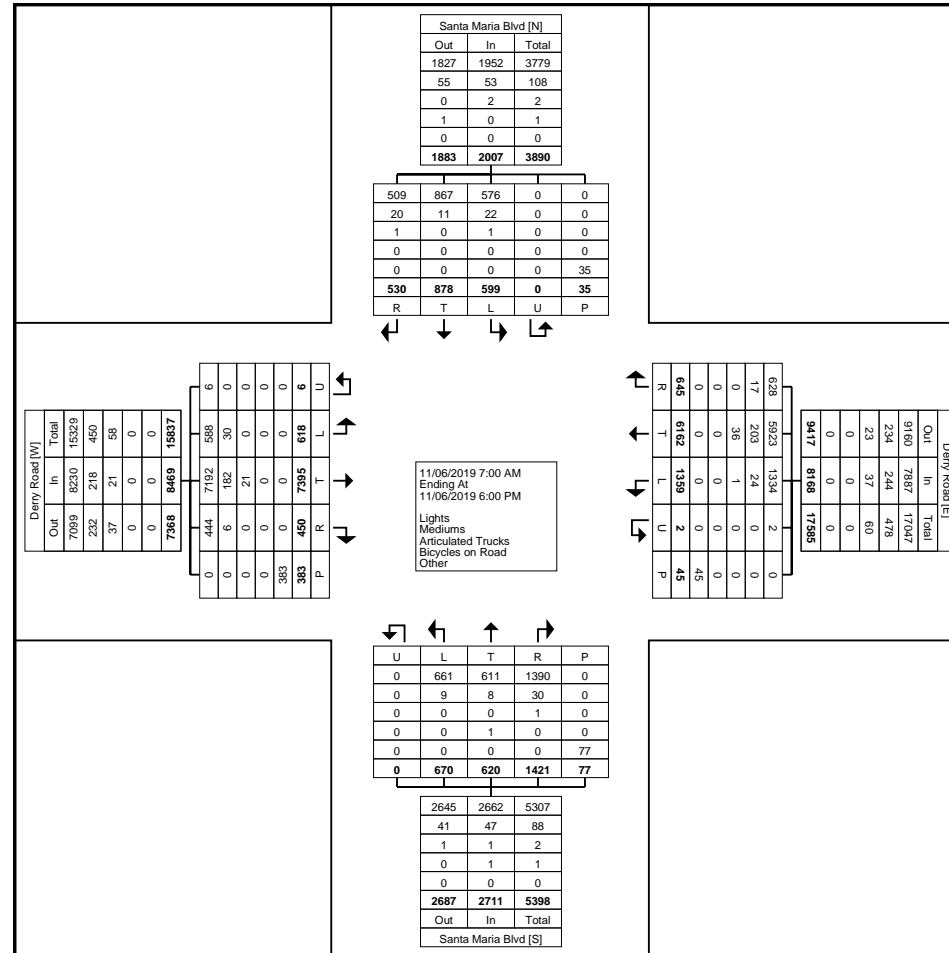 Santa Maria Blvd [N]
Out In Total
1827 1952 3779
55 53 108
0 2 2
1 0 1
0 0 0
1883 2007 3890
509 867 576 0 0
20 11 22 0 0
1 0 1 0 0
0 0 0 0 0
0 0 0 0 35
530 878 599 0 35
R T L U P
Derry Road [W]
Total In Out
15329 8230 7099
450 218 232
58 21 37
0 0 0
0 0 0
15837 8469 7368
6 588 7192 444 0
0 30 182 6 0
0 0 21 0 0
0 0 0 0 0
0 0 0 0 383
6 618 7395 450 383
U L T R P
11/06/2019 7:00 AM
Ending At
11/06/2019 6:00 PM
Lights
Mediums
Articulated Trucks
Bicycles on Road
Other
Derry Road [E]
Out In Total
9160 7887 17047
234 244 478
23 37 60
0 0 0
0 0 0
9417 8168 17585
628 5923 1334 2 0
17 203 24 0 0
0 36 1 0 0
0 0 0 0 0
0 0 0 0 45
645 6162 1359 2 45
R T L U P
U L T R P
0 661 611 1390 0
0 9 8 30 0
0 0 0 1 0
0 0 1 0 0
0 0 0 0 77
0 670 620 1421 77
2645 2662 5307
41 47 88
1 1 2
0 1 1
0 0 0
2687 2711 5398
Out In Total
Santa Maria Blvd [S]